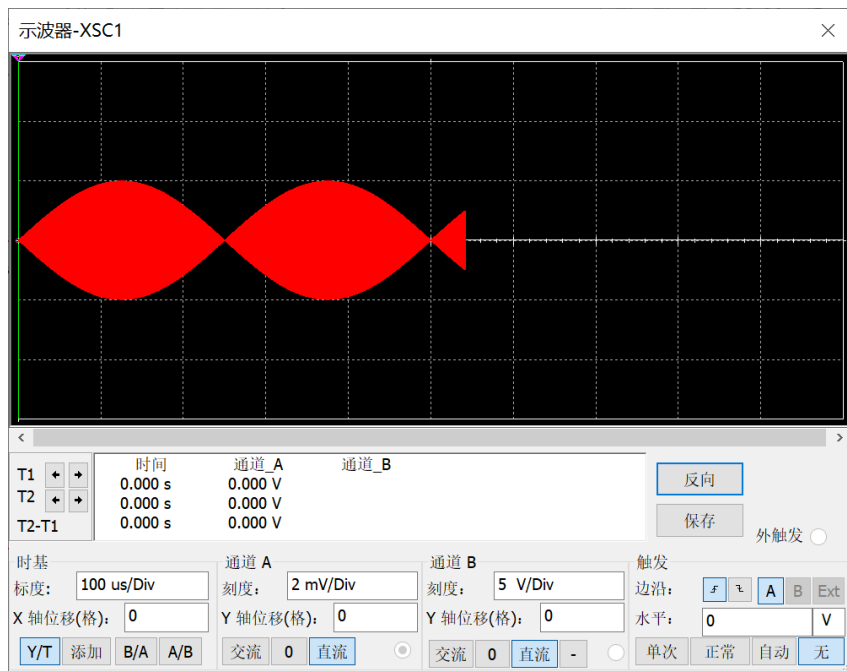 示波器-XSC1
时间 通道_A 通道_B
T1 0.000 s 0.000 V
T2 0.000 s 0.000 V
T2-T1 0.000 s 0.000 V
反向
保存
外触发
时基 通道 A 通道 B 触发
标度: 100 us/Div 刻度: 2 mV/Div 刻度: 5 V/Div 边沿: A B Ext
X 轴位移(格): 0 Y 轴位移(格): 0 Y 轴位移(格): 0 水平: 0 V
Y/T 添加 B/A A/B 交流 0 直流 交流 0 直流 - 单次 正常 自动 无